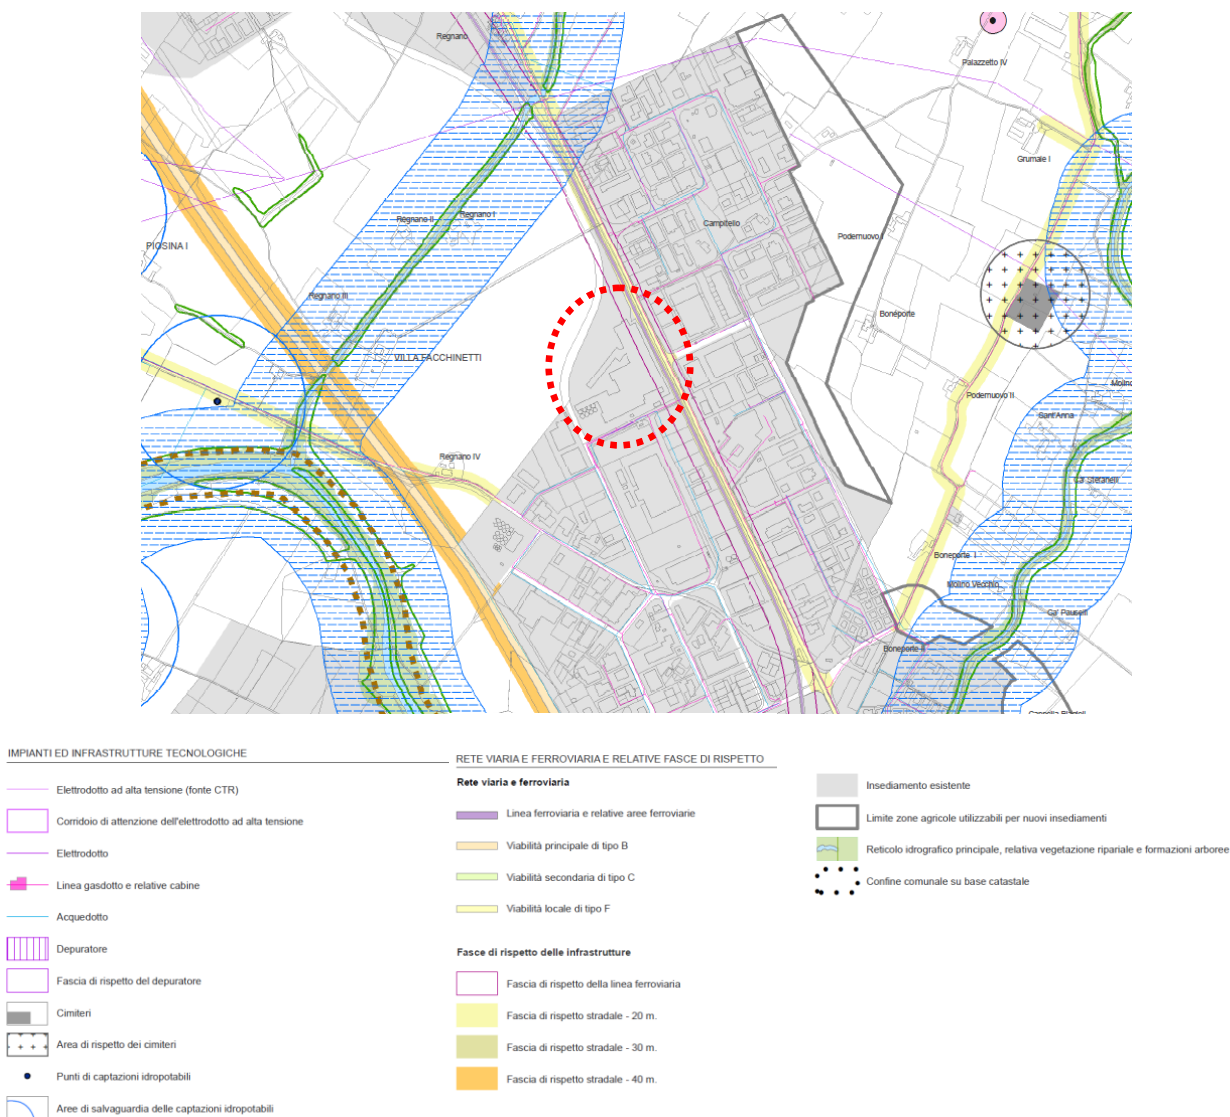 Regnano
Palazzetto IV
Grumale I
Regnano II
Regnano I
Campitello
Podernuovo I
PIOSINA I
Regnano III
Boneporte
VILLA FACCHINETTI
Molino
Podernuovo II
Sant'Anna
Regnano IV
Ca' Stefanelli
Boneporte I
Molino Vecchio
Boneporte II
IMPIANTI ED INFRASTRUTTURE TECNOLOGICHE
Elettrodotto ad alta tensione (fonte CTR)
Corridoio di attenzione dell'elettrodotto ad alta tensione
Elettrodotto
Linea gasdotto e relative cabine
Acquedotto
Depuratore
Fascia di rispetto del depuratore
Cimiteri
Area di rispetto dei cimiteri
Punti di captazioni idropotabili
Aree di salvaguardia delle captazioni idropotabili
RETE VIARIA E FERROVIARIA E RELATIVE FASCE DI RISPETTO
Rete viaria e ferroviaria
Linea ferroviaria e relative aree ferroviarie
Viabilità principale di tipo B
Viabilità secondaria di tipo C
Viabilità locale di tipo F
Fasce di rispetto delle infrastrutture
Fascia di rispetto della linea ferroviaria
Fascia di rispetto stradale - 20 m.
Fascia di rispetto stradale - 30 m.
Fascia di rispetto stradale - 40 m.
Insediamento esistente
Limite zone agricole utilizzabili per nuovi insediamenti
Reticolo idrografico principale, relativa vegetazione ripariale e formazioni arboree
Confine comunale su base catastale